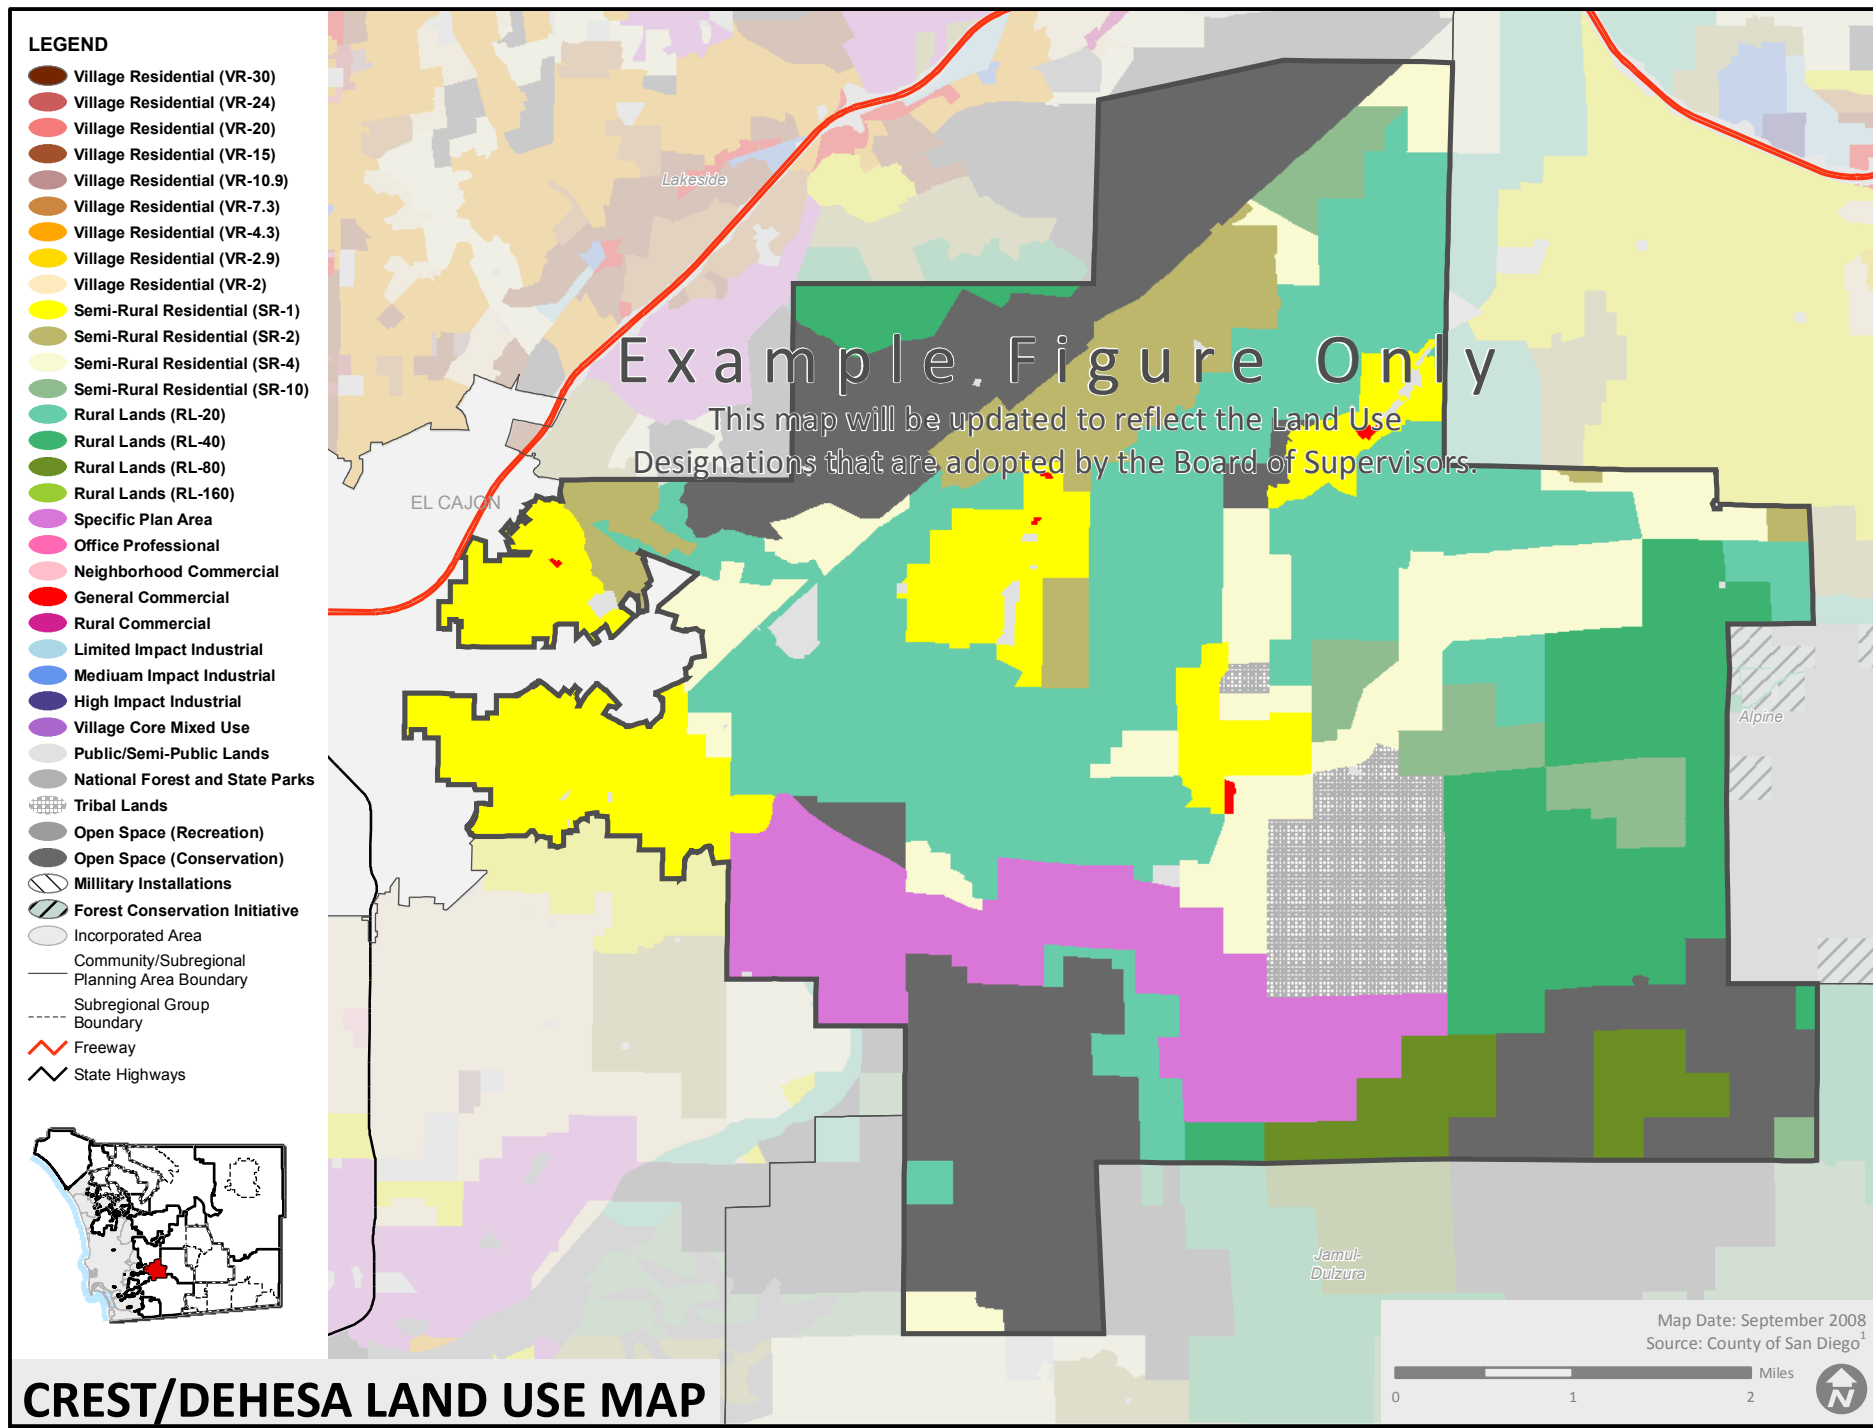 LEGEND
Village Residential (VR-30)
Village Residential (VR-24)
Village Residential (VR-20)
Village Residential (VR-15)
Village Residential (VR-10.9)
Village Residential (VR-7.3)
Village Residential (VR-4.3)
Village Residential (VR-2.9)
Village Residential (VR-2)
Semi-Rural Residential (SR-1)
Semi-Rural Residential (SR-2)
Semi-Rural Residential (SR-4)
Semi-Rural Residential (SR-10)
Rural Lands (RL-20)
Rural Lands (RL-40)
Rural Lands (RL-80)
Rural Lands (RL-160)
Specific Plan Area
Office Professional
Neighborhood Commercial
General Commercial
Rural Commercial
Limited Impact Industrial
Mediuam Impact Industrial
High Impact Industrial
Village Core Mixed Use
Public/Semi-Public Lands
National Forest and State Parks
Tribal Lands
Open Space (Recreation)
Open Space (Conservation)
Millitary Installations
Forest Conservation Initiative
Incorporated Area
Community/Subregional
Planning Area Boundary
Subregional Group
Boundary
Freeway
State Highways
Lakeside
Example Figure Only
This map will be updated to reflect the Land Use
Designations that are adopted by the Board of Supervisors.
EL CAJON
Alpine
Jamul-
Dulzura
Map Date: September 2008
Source: County of San Diego1
Miles
0 1 2
N
CREST/DEHESA LAND USE MAP